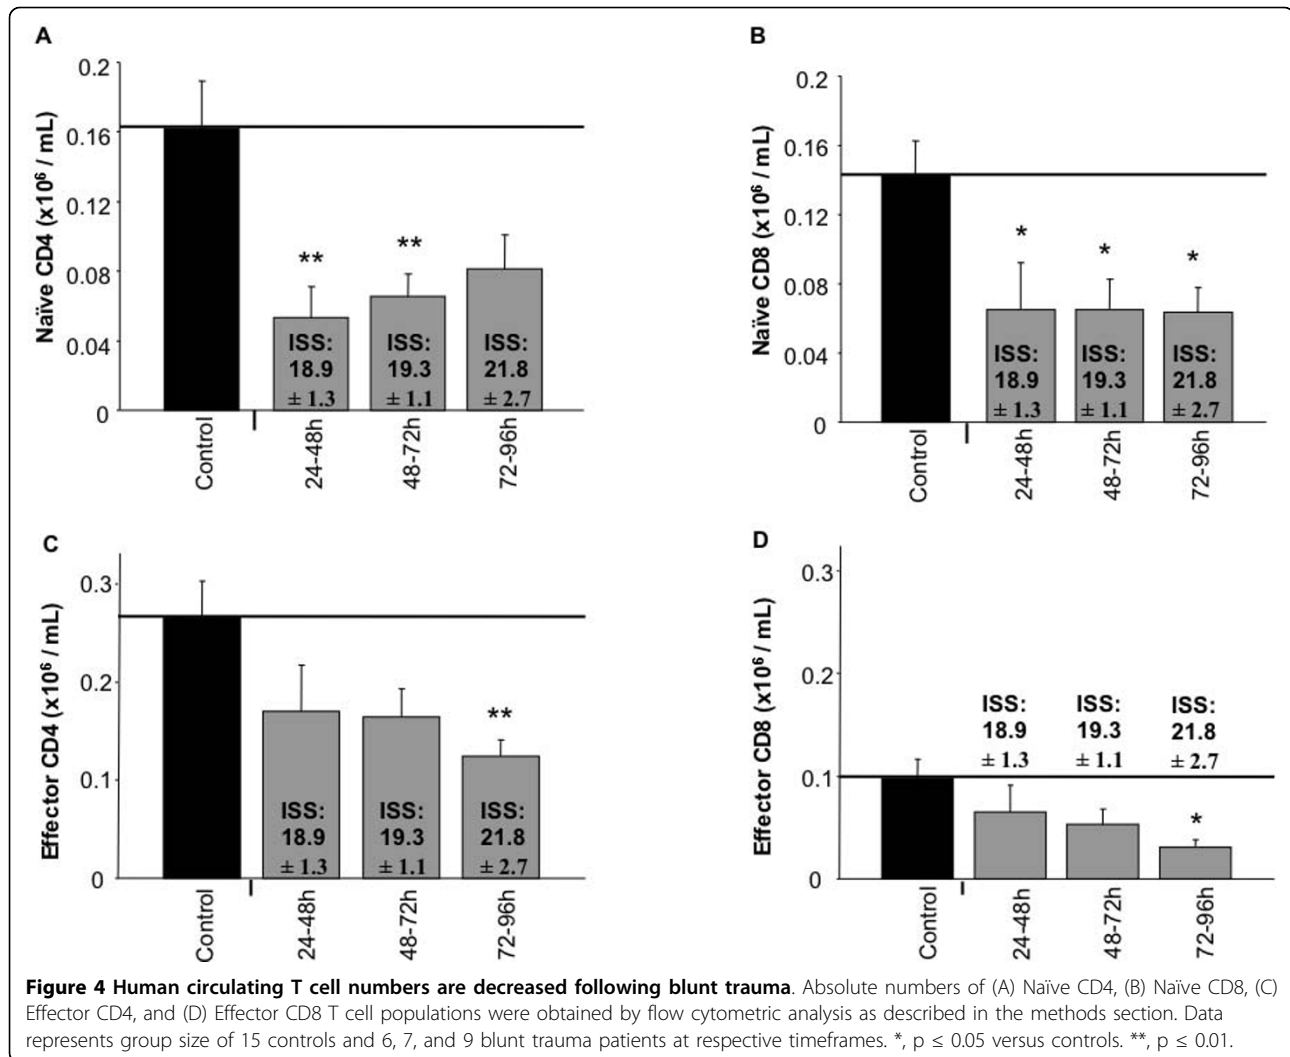 A
0.2
0.16
0.12
0.08
0.04
0
Naïve CD4 (x10⁶ / mL)
**
**
ISS:
18.9
± 1.3
ISS:
19.3
± 1.1
ISS:
21.8
± 2.7
Control
24-48h
48-72h
72-96h
B
0.2
0.16
0.12
0.08
0.04
0
Naïve CD8 (x10⁶ / mL)
*
*
*
ISS:
18.9
± 1.3
ISS:
19.3
± 1.1
ISS:
21.8
± 2.7
Control
24-48h
48-72h
72-96h
C
0.3
0.2
0.1
0
Effector CD4 (x10⁶ / mL)
**
ISS:
18.9
± 1.3
ISS:
19.3
± 1.1
ISS:
21.8
± 2.7
Control
24-48h
48-72h
72-96h
D
0.3
0.2
0.1
0
Effector CD8 (x10⁶ / mL)
ISS:
18.9
± 1.3
ISS:
19.3
± 1.1
ISS:
21.8
± 2.7
*
Control
24-48h
48-72h
72-96h
Figure 4 Human circulating T cell numbers are decreased following blunt trauma. Absolute numbers of (A) Naïve CD4, (B) Naïve CD8, (C)
Effector CD4, and (D) Effector CD8 T cell populations were obtained by flow cytometric analysis as described in the methods section. Data
represents group size of 15 controls and 6, 7, and 9 blunt trauma patients at respective timeframes. *, p ≤ 0.05 versus controls. **, p ≤ 0.01.